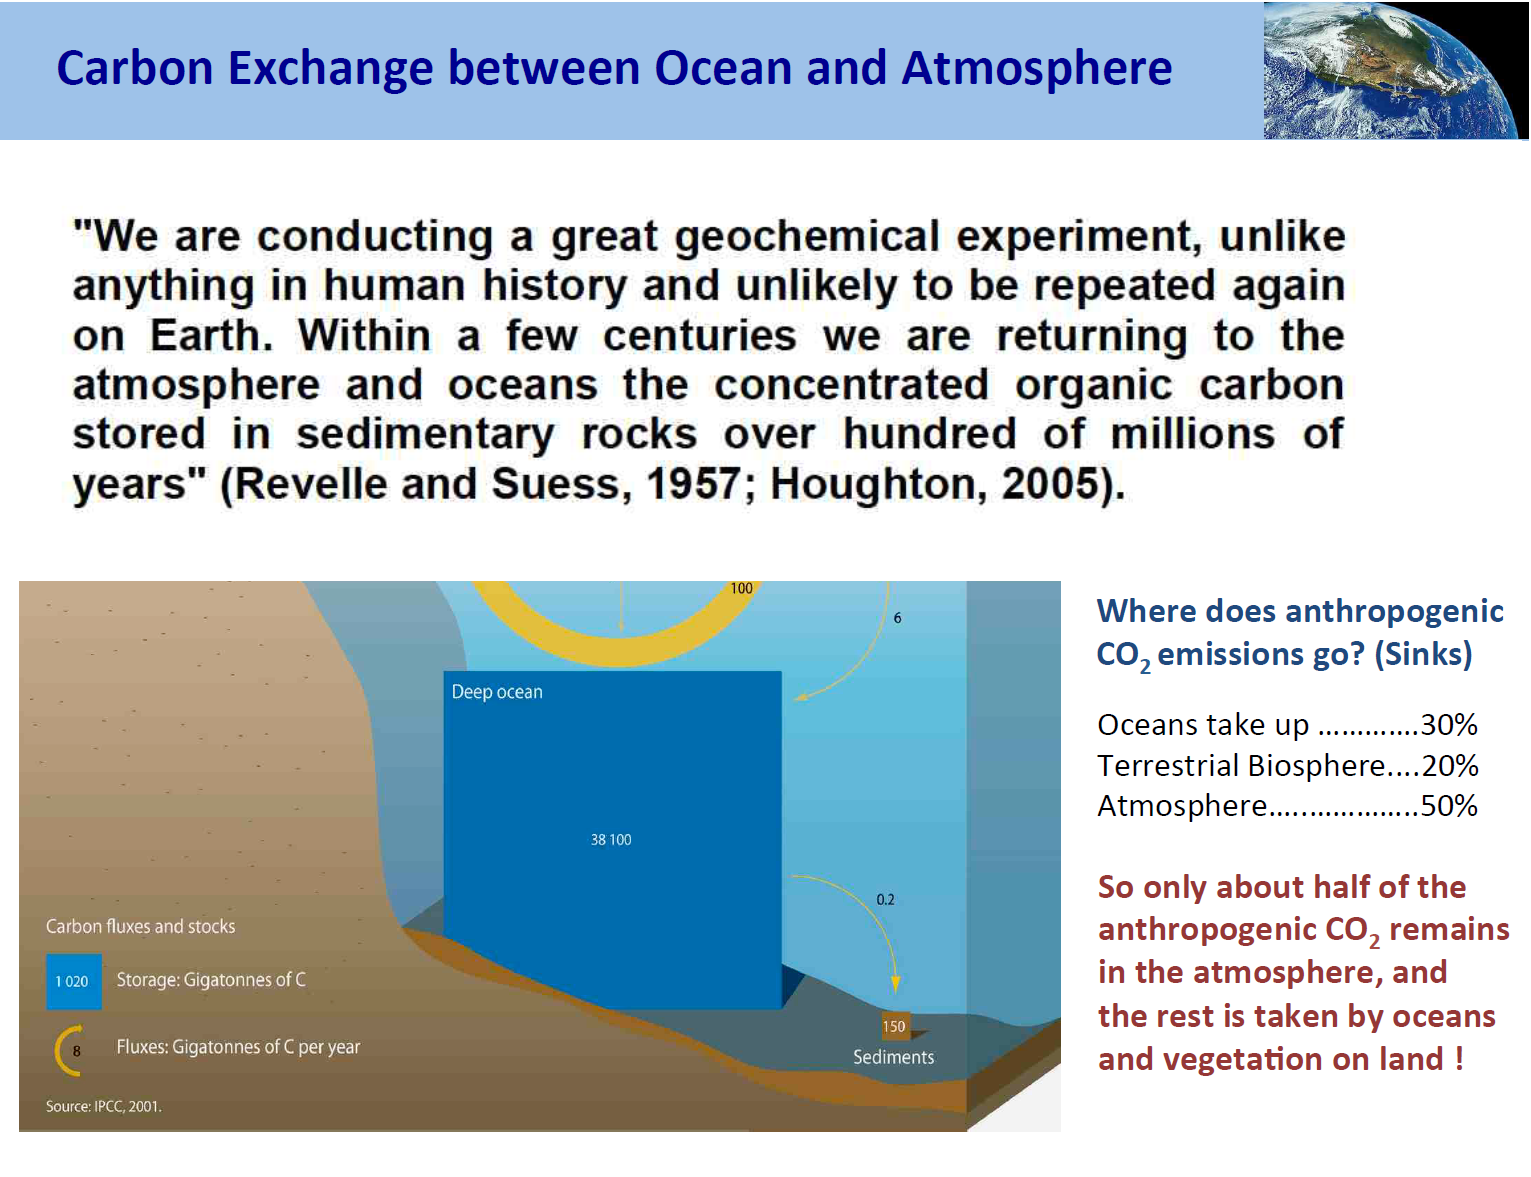 Carbon Exchange between Ocean and Atmosphere
"We are conducting a great geochemical experiment, unlike
anything in human history and unlikely to be repeated again
on Earth. Within a few centuries we are returning to the
atmosphere and oceans the concentrated organic carbon
stored in sedimentary rocks over hundred of millions of
years" (Revelle and Suess, 1957; Houghton, 2005).
100
6
Deep ocean
38 100
0.2
150
Sediments
Carbon fluxes and stocks
1 020 Storage: Gigatonnes of C
8 Fluxes: Gigatonnes of C per year
Source: IPCC, 2001.
Where does anthropogenic
CO₂ emissions go? (Sinks)
Oceans take up ………….30%
Terrestrial Biosphere....20%
Atmosphere.....…………..50%
So only about half of the
anthropogenic CO₂ remains
in the atmosphere, and
the rest is taken by oceans
and vegetation on land !